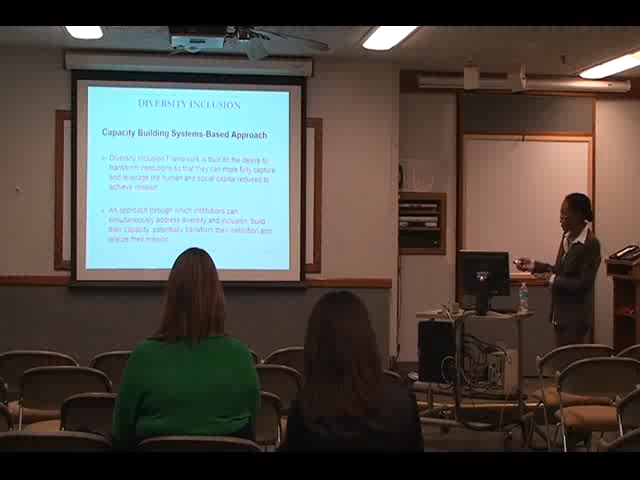 DIVERSITY INCLUSION
Capacity Building Systems-Based Approach
Diversity Inclusion Framework is built on the desire to
transform institutions so that they can more fully capture
and leverage the human and social capital required to
achieve mission.
An approach through which institutions can
simultaneously address diversity and inclusion, build
their capacity, potentially transform their institution and
realize their mission.